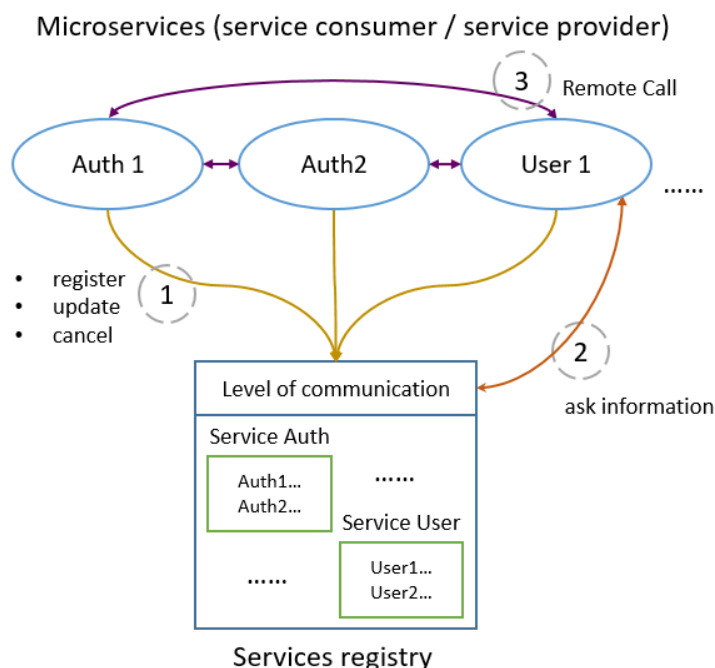 Microservices (service consumer / service provider)
3
Remote Call
Auth 1
Auth2
User 1
......
• register
• update
• cancel
1
2
Level of communication
ask information
Service Auth
Auth1...
Auth2...
......
Service User
......
User1...
User2...
Services registry